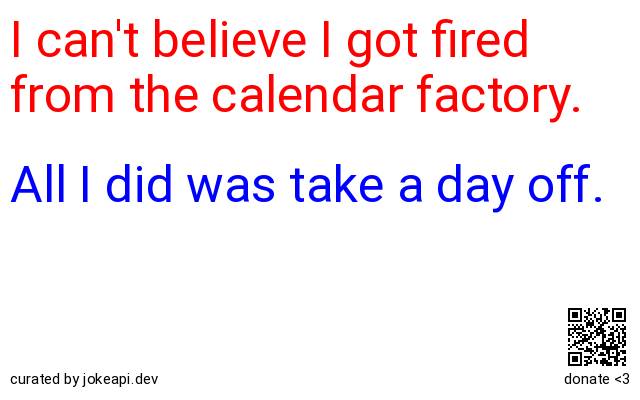 I can't believe I got fired
from the calendar factory.
All I did was take a day off.
curated by jokeapi.dev
donate <3